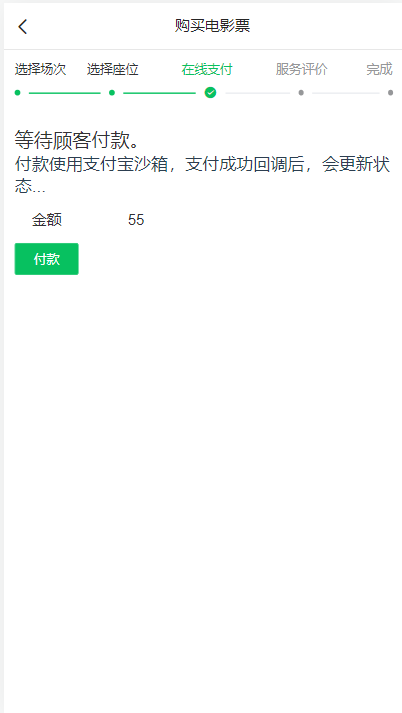 购买电影票
选择场次 选择座位 在线支付 服务评价 完成
等待顾客付款。
付款使用支付宝沙箱，支付成功回调后，会更新状
态...
金额 55
付款